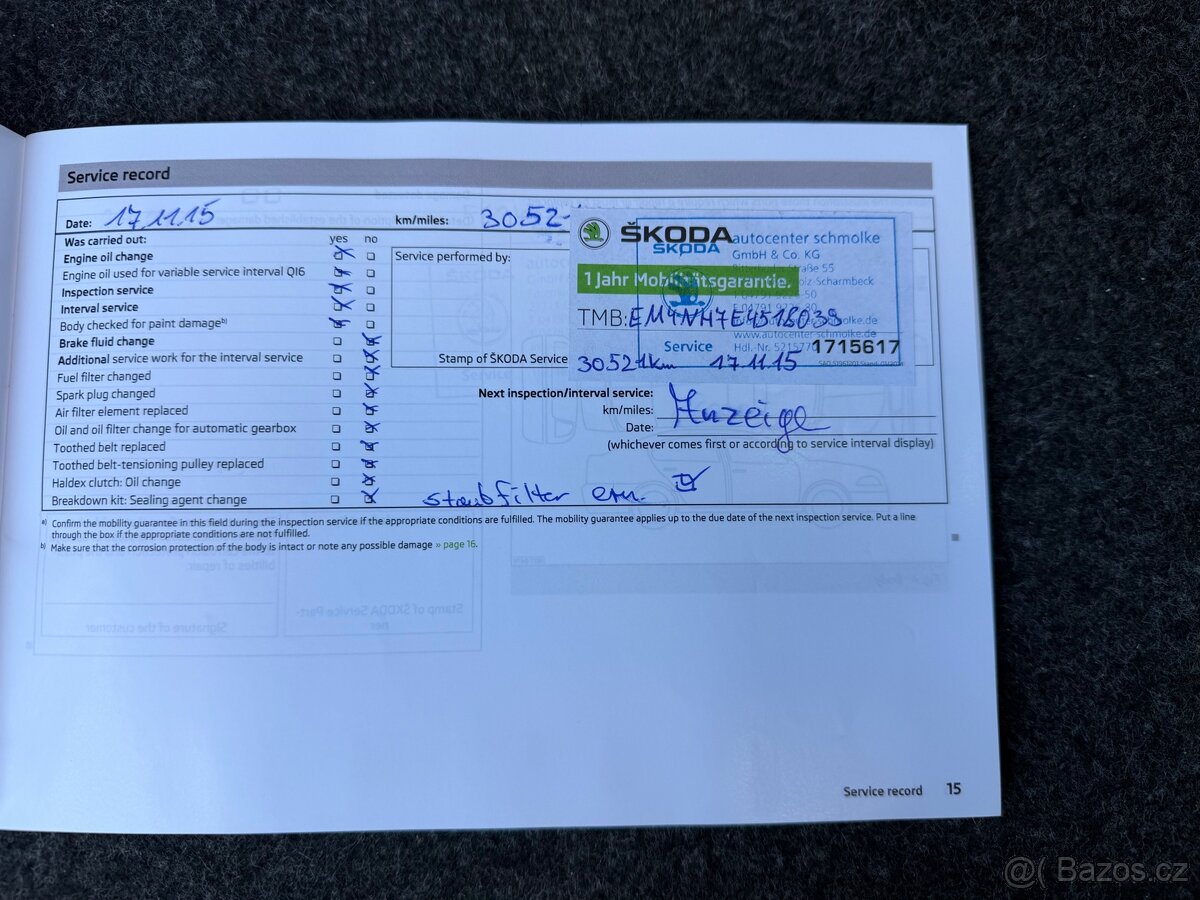 Service record
Date: 17.11.15
km/miles: 3052
Was carried out: yes no
Engine oil change
Engine oil used for variable service interval QI6
Inspection service
Interval service
Body checked for paint damage b)
Brake fluid change
Additional service work for the interval service
Fuel filter changed
Spark plug changed
Air filter element replaced
Oil and oil filter change for automatic gearbox
Toothed belt replaced
Toothed belt-tensioning pulley replaced
Haldex clutch: Oil change
Breakdown kit: Sealing agent change
Service performed by:
Stamp of ŠKODA Service
ŠKODA
ŠKODA
autocenter schmolke
GmbH & Co. KG
55
Scharmbeck
1 Jahr Mobilitätsgarantie.
TMB:
www.autocenter-schmolke.de
Service
Hdl.-Nr.
1715617
30521km 17.11.15
Next inspection/interval service:
km/miles:
Date:
Anzeige
(whichever comes first or according to service interval display)
staubfilter ern.
a) Confirm the mobility guarantee in this field during the inspection service if the appropriate conditions are fulfilled. The mobility guarantee applies up to the due date of the next inspection service. Put a line
through the box if the appropriate conditions are not fulfilled.
b) Make sure that the corrosion protection of the body is intact or note any possible damage » page 16.
Service record 15
@( Bazos.cz